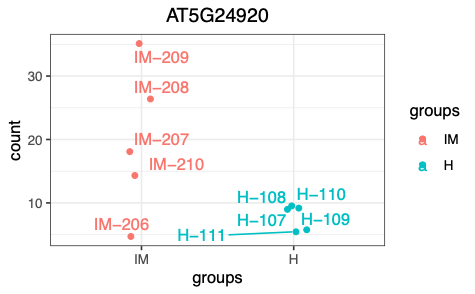 AT5G24920
count
30
20
10
IM−209
IM−208
IM−207
IM−210
IM−206
H−108
H−110
H−107
H−109
H−111
IM
H
groups
groups
a IM
a H